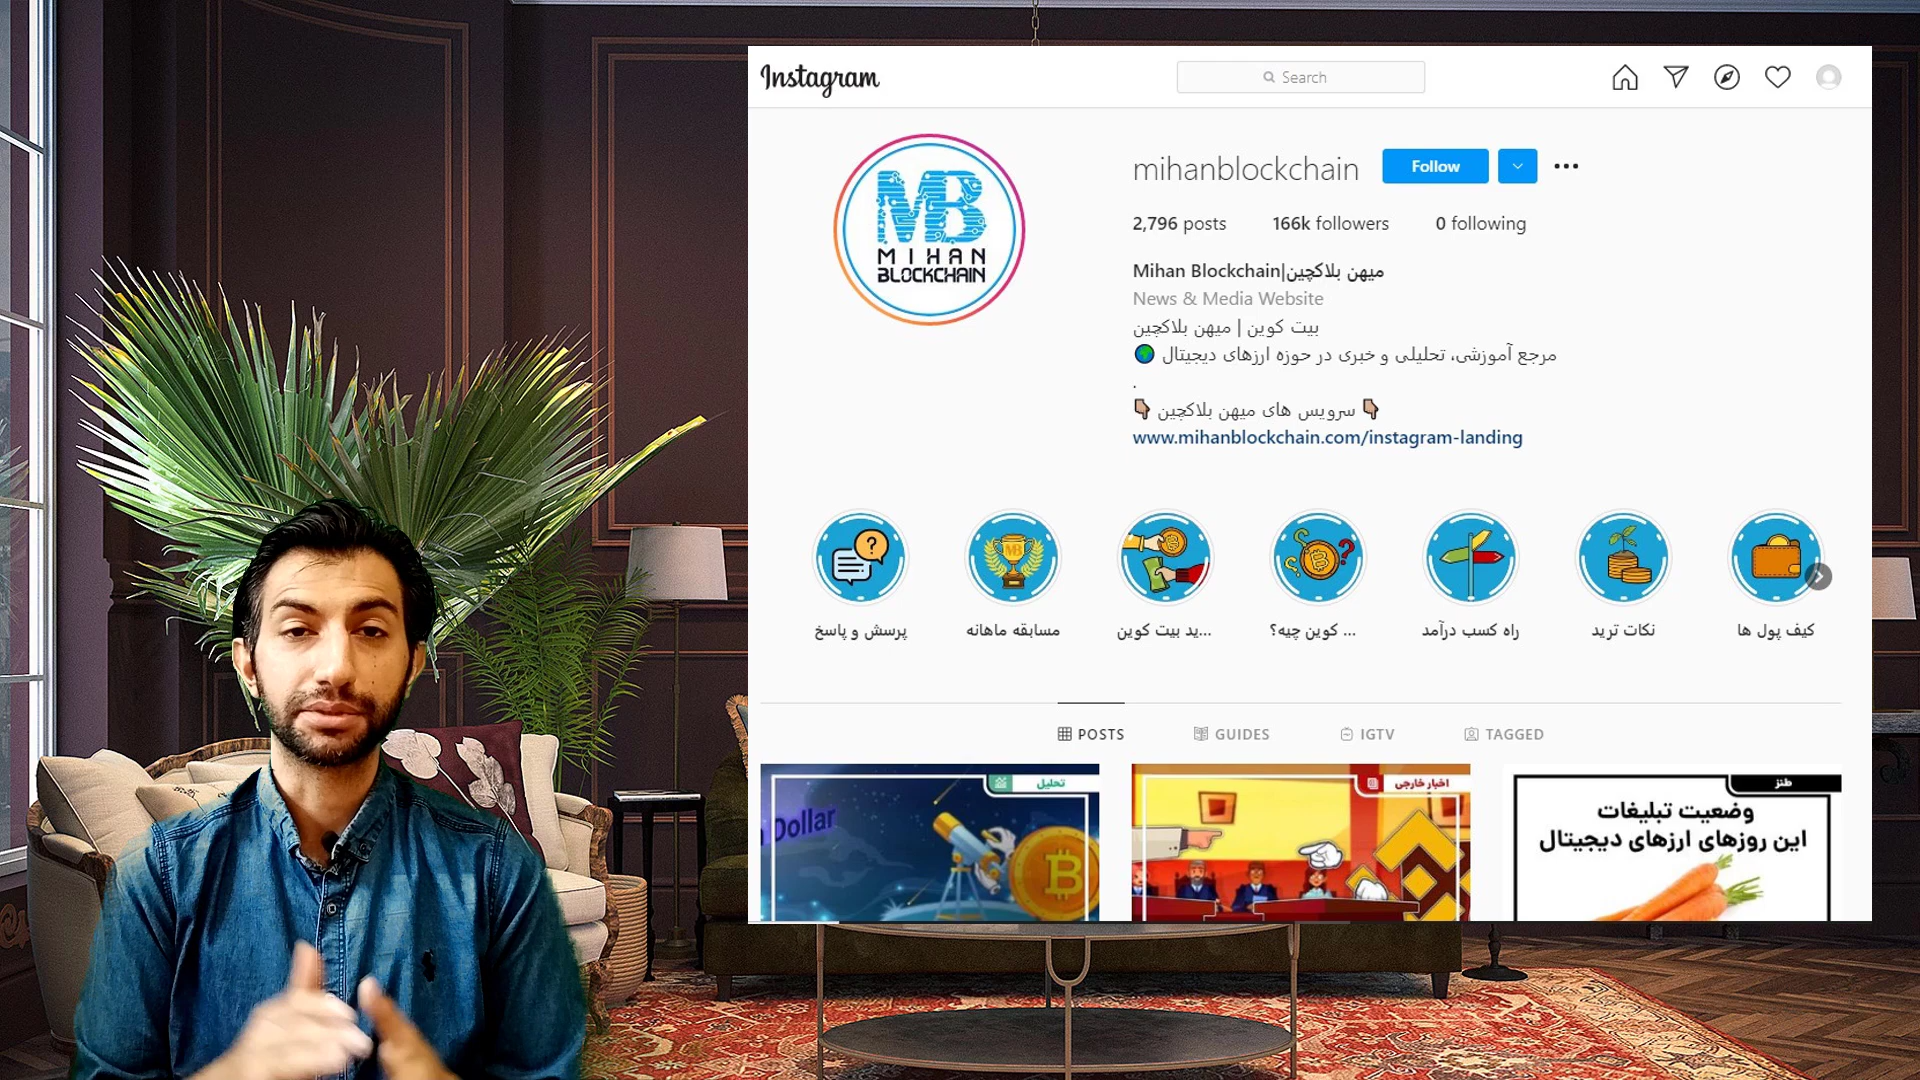 Instagram
Search
mihanblockchain
Follow
2,796 posts 166k followers 0 following
MB
MIHAN
BLOCKCHAIN
Mihan Blockchain|میهن بلاکچین
News & Media Website
بیت کوین | میهن بلاکچین
مرجع آموزشی، تحلیلی و خبری در حوزه ارزهای دیجیتال
.
سرویس های میهن بلاکچین
www.mihanblockchain.com/instagram-landing
پرسش و پاسخ
مسابقه ماهانه
...ید بیت کوین
... کوین چیه؟
راه کسب درآمد
نکات ترید
کیف پول ها
POSTS GUIDES IGTV TAGGED
تحلیل
Dollar
اخبار خارجی
طنز
وضعیت تبلیغات
این روزهای ارزهای دیجیتال